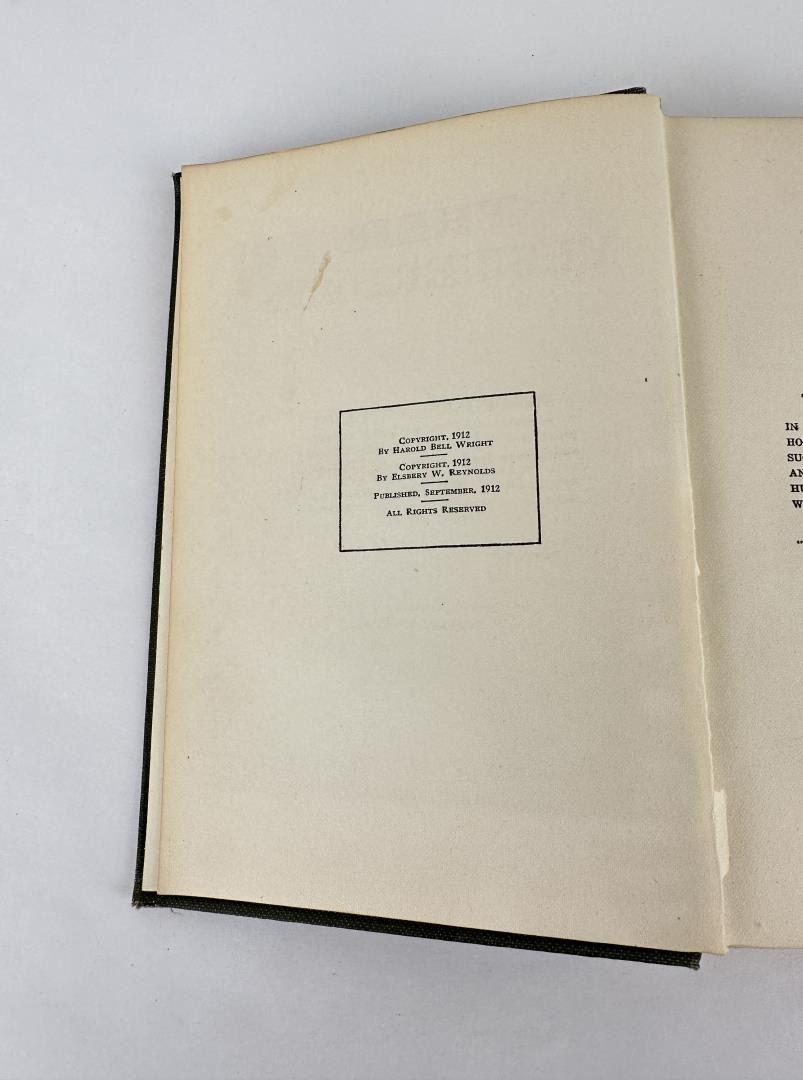 COPYRIGHT, 1912
BY HAROLD BELL WRIGHT
COPYRIGHT, 1912
BY ELSBERY W. REYNOLDS
PUBLISHED, SEPTEMBER, 1912
ALL RIGHTS RESERVED
IN
HO
SU
AN
HU
W